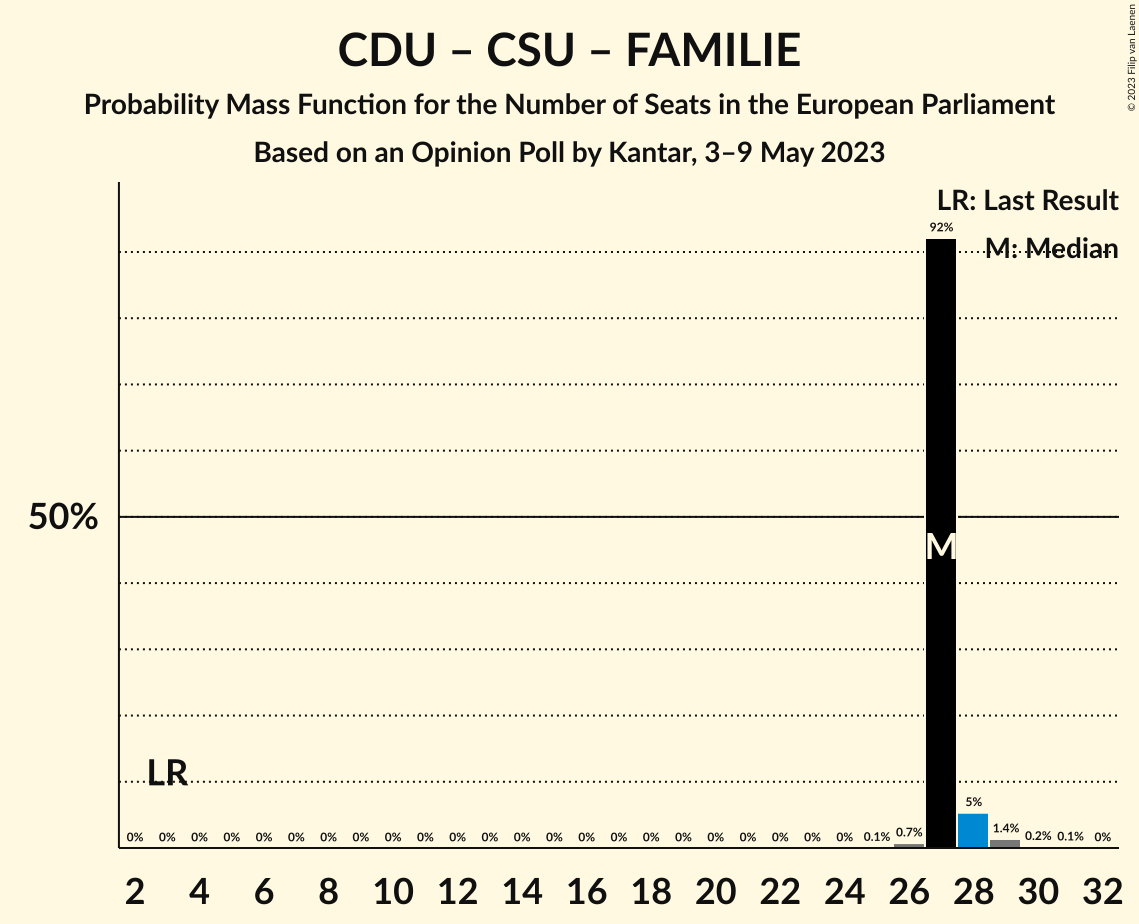 CDU – CSU – FAMILIE
Probability Mass Function for the Number of Seats in the European Parliament
Based on an Opinion Poll by Kantar, 3–9 May 2023
© 2023 Filip van Laenen
LR: Last Result
M: Median
92%
50%
M
LR
0% 0% 0% 0% 0% 0% 0% 0% 0% 0% 0% 0% 0% 0% 0% 0% 0% 0% 0% 0% 0% 0% 0% 0.1% 0.7% 5% 1.4% 0.2% 0.1% 0%
2 4 6 8 10 12 14 16 18 20 22 24 26 28 30 32